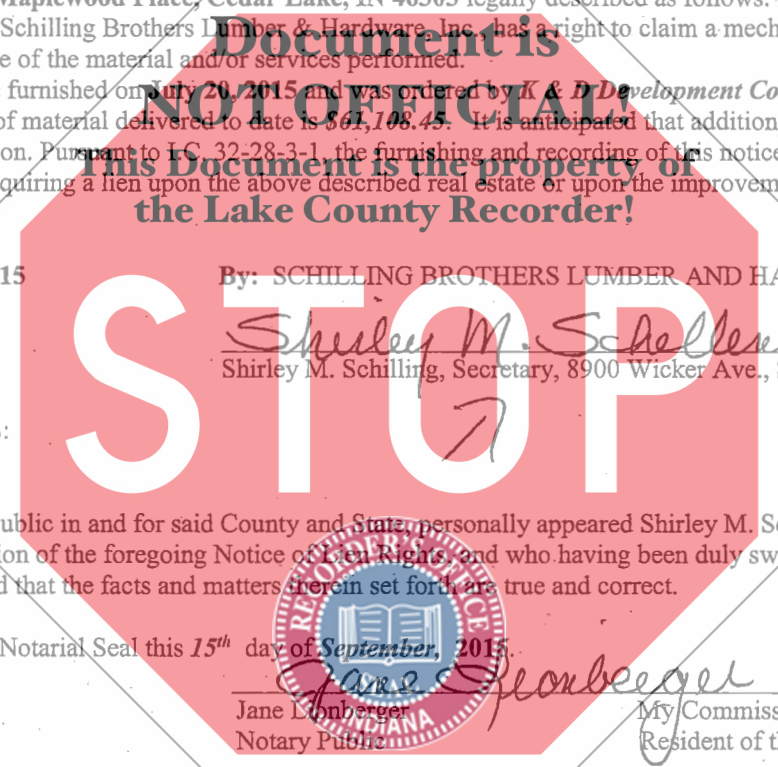 Maplewood Place, Cedar Lake, IN 46303 legally described as follows:
Schilling Brothers Lumber & Hardware, Inc., has a right to claim a mech
Document is
e of the material and/or services performed.
furnished on July 20, 2015 and was ordered by K & D Development Co
NOT OFFICIAL!
of material delivered to date is $61,108.45. It is anticipated that addition
on. Pursuant to I.C. 32-28-3-1, the furnishing and recording of this notice
This Document is the property of
quiring a lien upon the above described real estate or upon the improvem
the Lake County Recorder!
15 By: SCHILLING BROTHERS LUMBER AND HA
STOP
Shirley M. Schilling, Secretary, 8900 Wicker Ave.,
:
ublic in and for said County and State, personally appeared Shirley M. S
ion of the foregoing Notice of Lien Rights, and who having been duly sw
d that the facts and matters therein set forth are true and correct.
RECORDER'S OFFICE
SEAL
INDIANA
Notarial Seal this 15th day of September, 2015.
Jane Lionberger My Commiss
Notary Public Resident of th